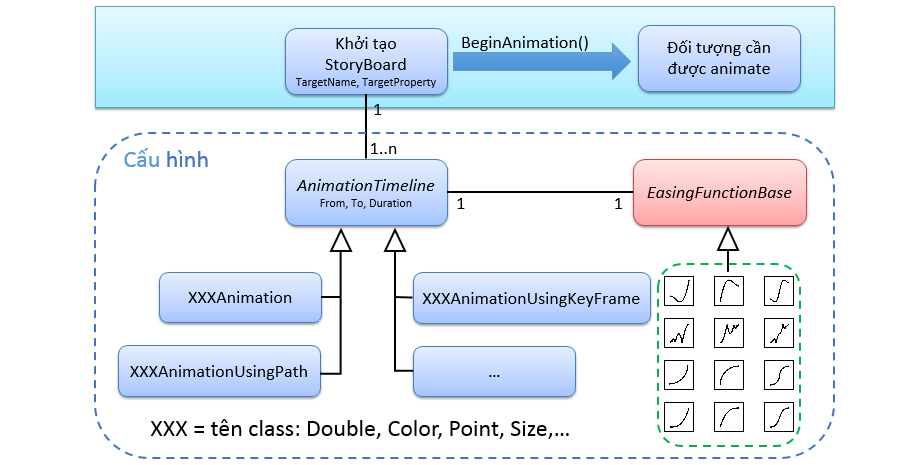 Khởi tạo
StoryBoard
TargetName, TargetProperty
BeginAnimation()
Đối tượng cần
được animate
1
1..n
Cấu hình
AnimationTimeline
From, To, Duration
1
1
EasingFunctionBase
XXXAnimation
XXXAnimationUsingKeyFrame
XXXAnimationUsingPath
...
XXX = tên class: Double, Color, Point, Size,...